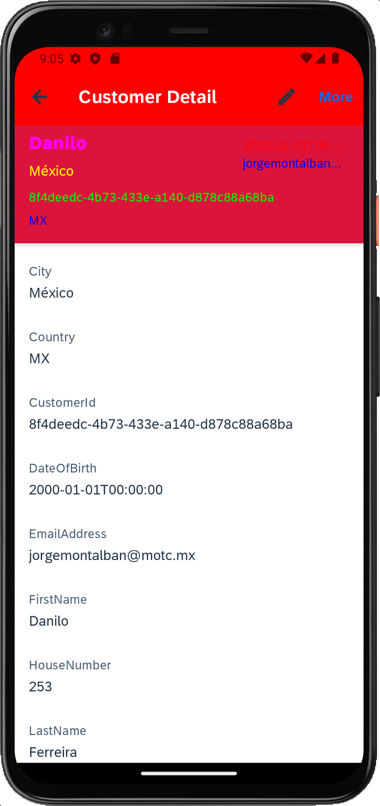 9:05
Customer Detail
More
Danilo
2000-01-01T00:...
México
jorgemontalban...
8f4deedc-4b73-433e-a140-d878c88a68ba
MX
City
México
Country
MX
CustomerId
8f4deedc-4b73-433e-a140-d878c88a68ba
DateOfBirth
2000-01-01T00:00:00
EmailAddress
jorgemontalban@motc.mx
FirstName
Danilo
HouseNumber
253
LastName
Ferreira